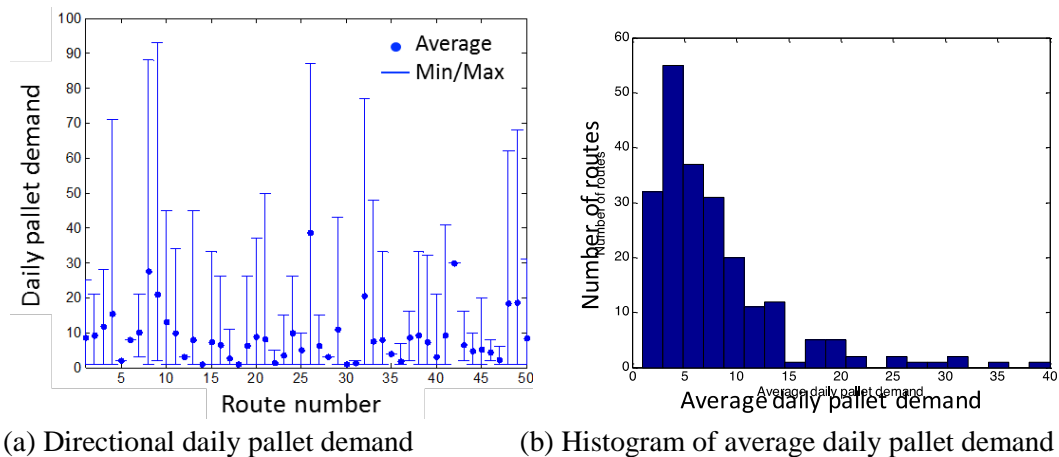 100
90
80
70
60
50
40
30
20
10
0
Daily pallet demand
Average
Min/Max
5 10 15 20 25 30 35 40 45 50
Route number
60
50
40
30
20
10
0
Number of routes
Number of routes
0 5 10 15 20 25 30 35 40
Average daily pallet demand
Average daily pallet demand
(a) Directional daily pallet demand
(b) Histogram of average daily pallet demand